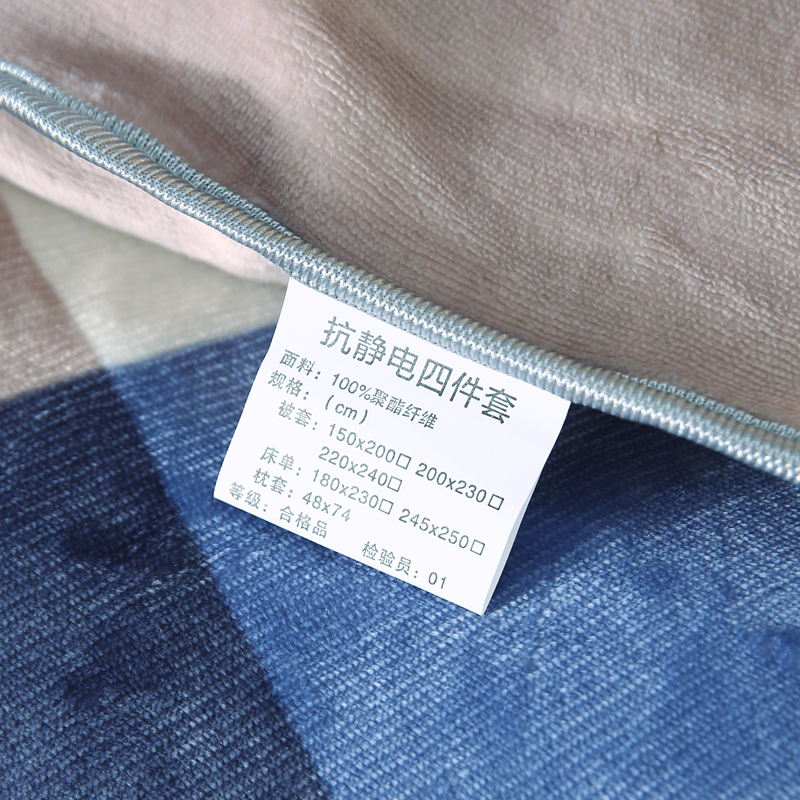 抗静电四件套
面料：100%聚酯纤维
规格：(cm)
被套：150x200□ 200x230□
220x240□
床单：180x230□ 245x250□
枕套：48x74
等级：合格品
检验员：01